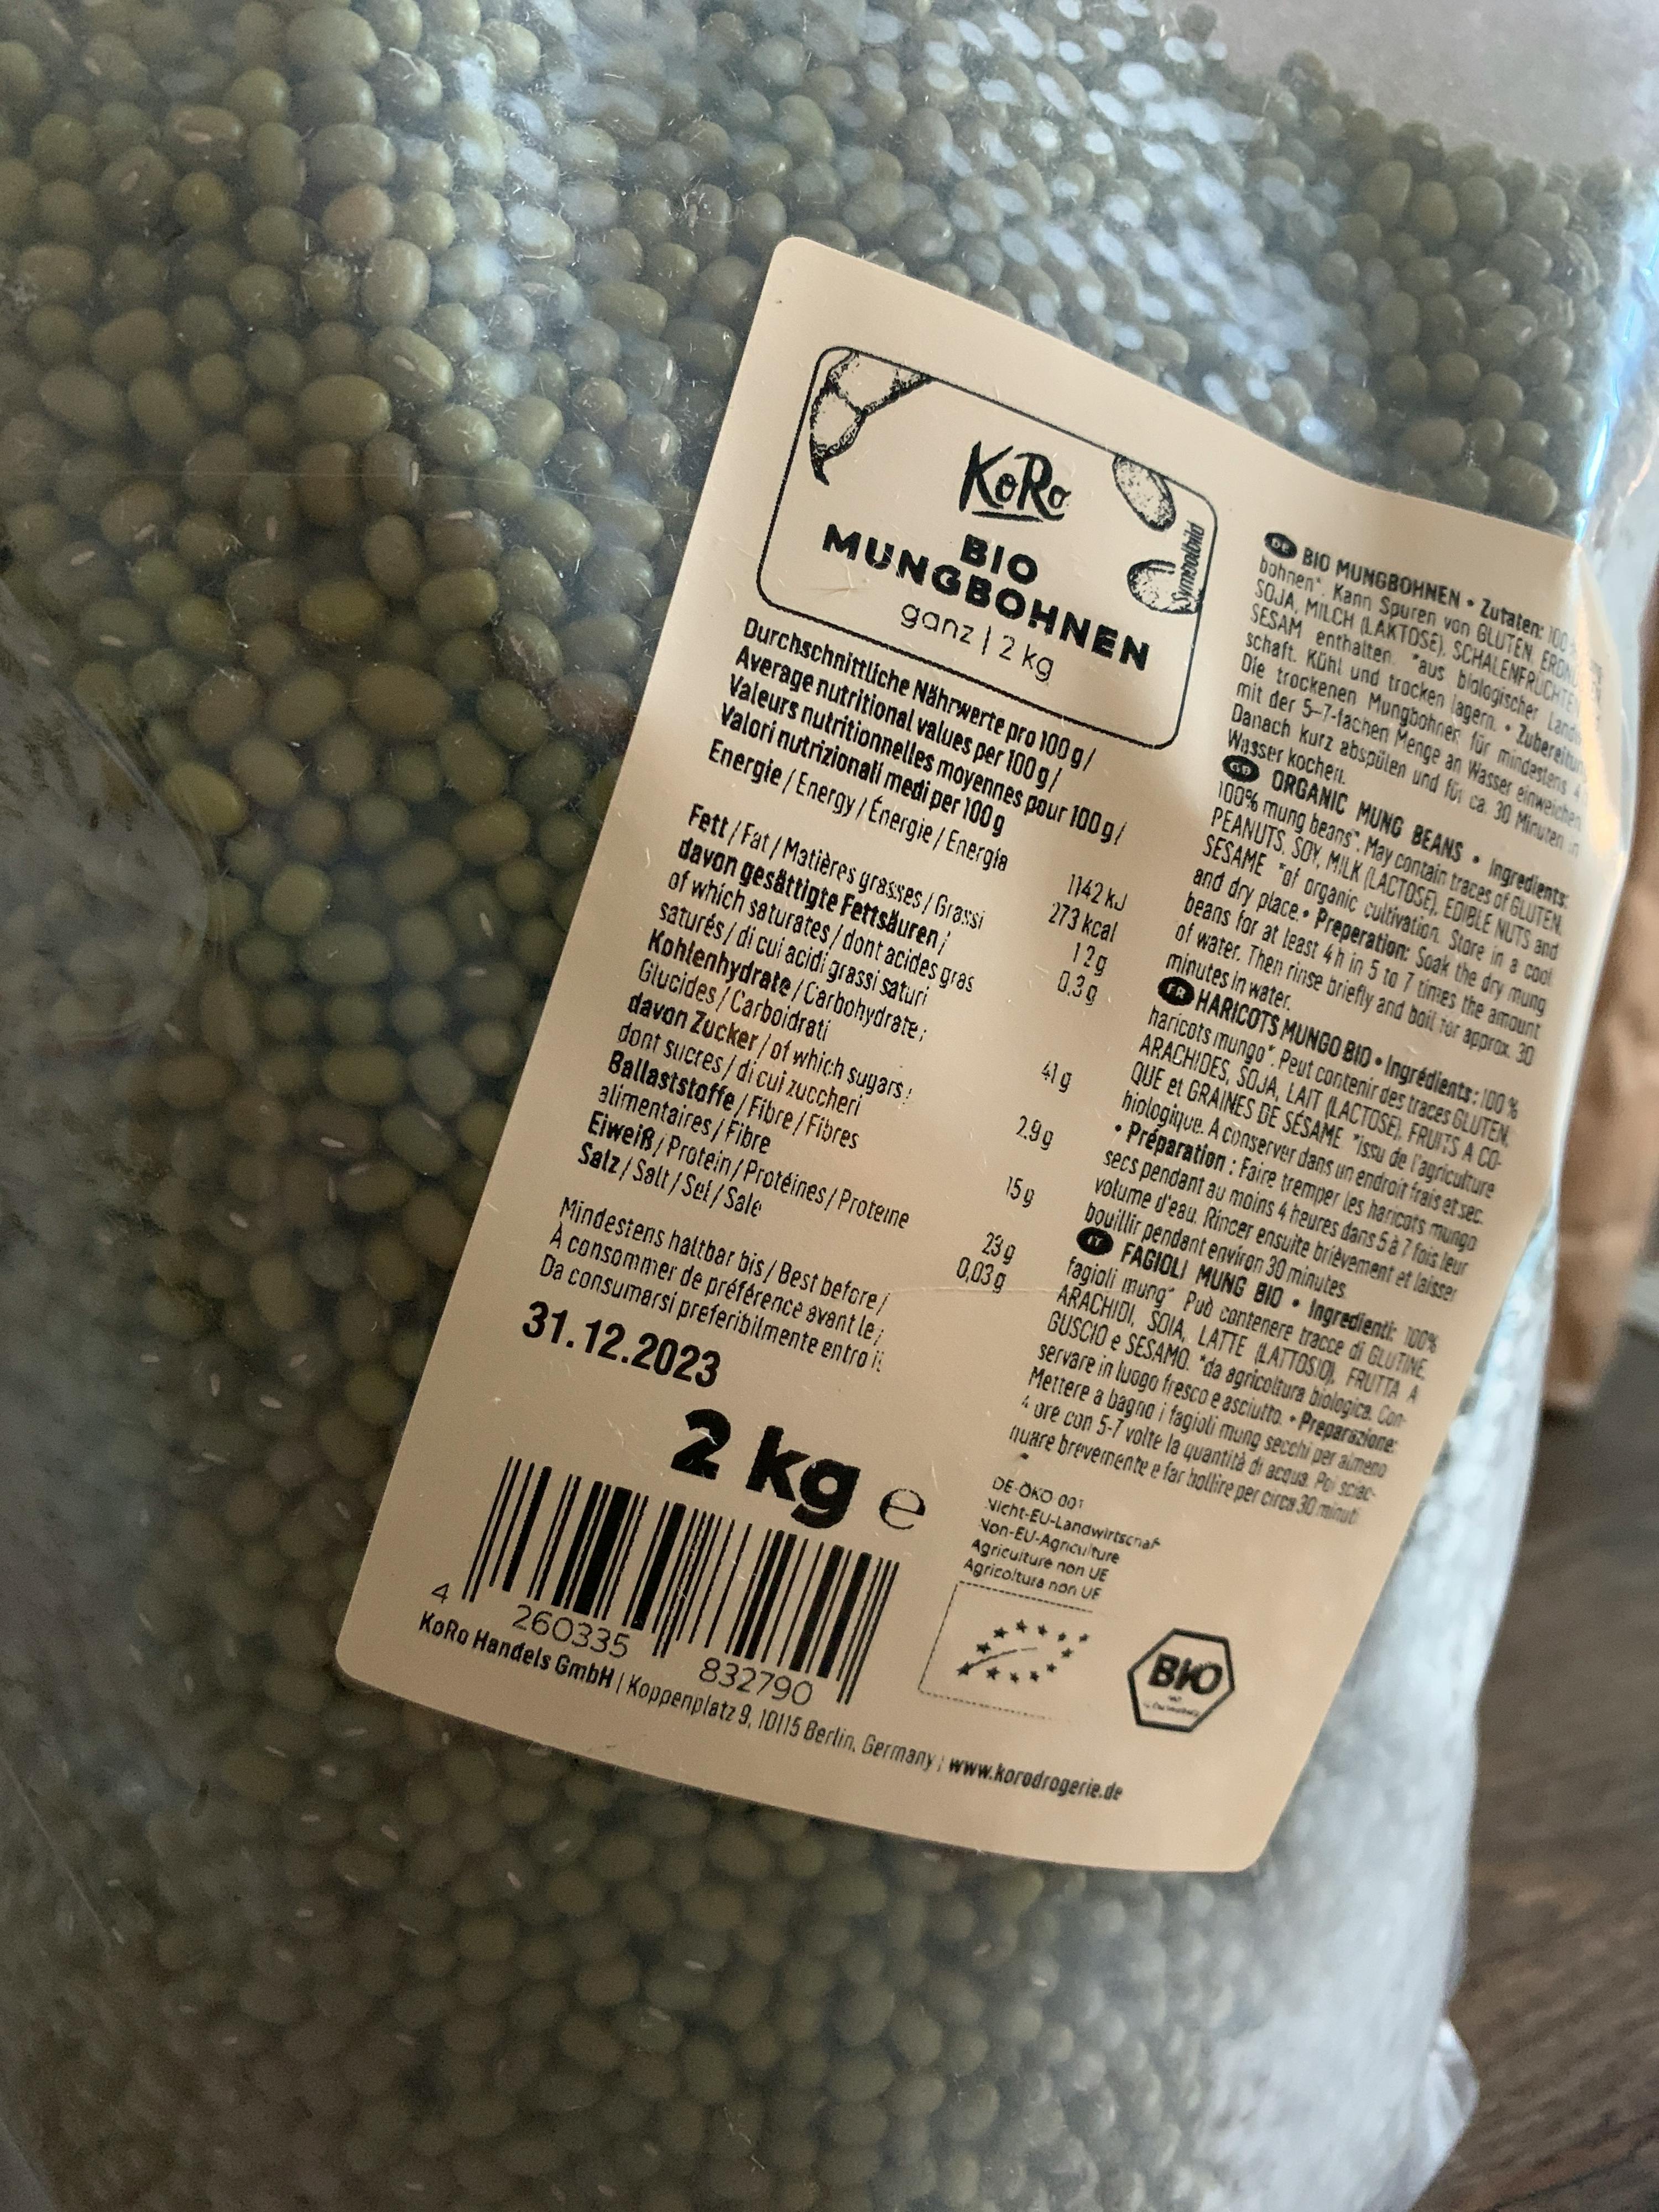 KoRo
BIO
MUNGBOHNEN
ganz | 2 kg
Symbolbild
Durchschnittliche Nährwerte pro 100 g /
Average nutritional values per 100 g /
Valeurs nutritionnelles moyennes pour 100 g /
Valori nutrizionali medi per 100 g
Energie / Energy / Énergie / Energia
1142 kJ
273 kcal
Fett / Fat / Matières grasses / Grassi
1 2 g
davon gesättigte Fettsäuren /
of which saturates / dont acides gras
saturés / di cui acidi grassi saturi
0,3 g
Kohlenhydrate / Carbohydrate /
Glucides / Carboidrati
41 g
davon Zucker / of which sugars /
dont sucres / di cui zuccheri
2,9 g
Ballaststoffe / Fibre / Fibres
alimentaires / Fibre
15 g
Eiweiß / Protein / Protéines / Proteine
23 g
Salz / Salt / Sel / Sale
0,03 g
Mindestens haltbar bis / Best before /
À consommer de préférence avant le /
Da consumarsi preferibilmente entro il
31.12.2023
2 kg e
4 260335 832790
KoRo Handels GmbH | Koppenplatz 9, 10115 Berlin, Germany | www.korodrogerie.de
DE BIO MUNGBOHNEN • Zutaten: 100
bohnen*. Kann Spuren von GLUTEN,
SOJA, MILCH (LAKTOSE), SCHALENFRÜCHTE
SESAM enthalten. *aus biologischer Land
schaft. Kühl und trocken lagern. • Zubereitun
Die trockenen Mungbohnen für mindestens 4
mit der 5–7-fachen Menge an Wasser einweichen
Danach kurz abspülen und für ca. 30 Minuten in
Wasser kochen.
GB ORGANIC MUNG BEANS • Ingredients:
100% mung beans*. May contain traces of GLUTEN,
PEANUTS, SOY, MILK (LACTOSE), EDIBLE NUTS and
SESAME *of organic cultivation. Store in a cool
and dry place. • Preperation: Soak the dry mung
beans for at least 4 h in 5 to 7 times the amount
of water. Then rinse briefly and boil for approx. 30
minutes in water.
FR HARICOTS MUNGO BIO • Ingrédients : 100 %
haricots mungo*. Peut contenir des traces GLUTEN,
ARACHIDES, SOJA, LAIT (LACTOSE), FRUITS A CO-
QUE et GRAINES DE SÉSAME *issu de l'agriculture
biologique. A conserver dans un endroit frais et sec.
• Préparation : Faire tremper les haricots mungo
secs pendant au moins 4 heures dans 5 à 7 fois leur
volume d'eau. Rincer ensuite brièvement et laisser
bouillir pendant environ 30 minutes.
IT FAGIOLI MUNG BIO • Ingredienti: 100%
fagioli mung* Può contenere tracce di GLUTINE,
ARACHIDI, SOIA, LATTE (LATTOSIO), FRUTTA A
GUSCIO e SESAMO. *da agricoltura biologica. Con-
servare in luogo fresco e asciutto. • Preparazione:
Mettere a bagno i fagioli mung secchi per almeno
4 ore con 5-7 volte la quantità di acqua. Poi sciac-
quare brevemente e far bollire per circa 30 minuti
DE-ÖKO 001
Nicht-EU-Landwirtschaf
Non-EU-Agriculture
Agriculture non UE
Agricoltura non UE
BIO